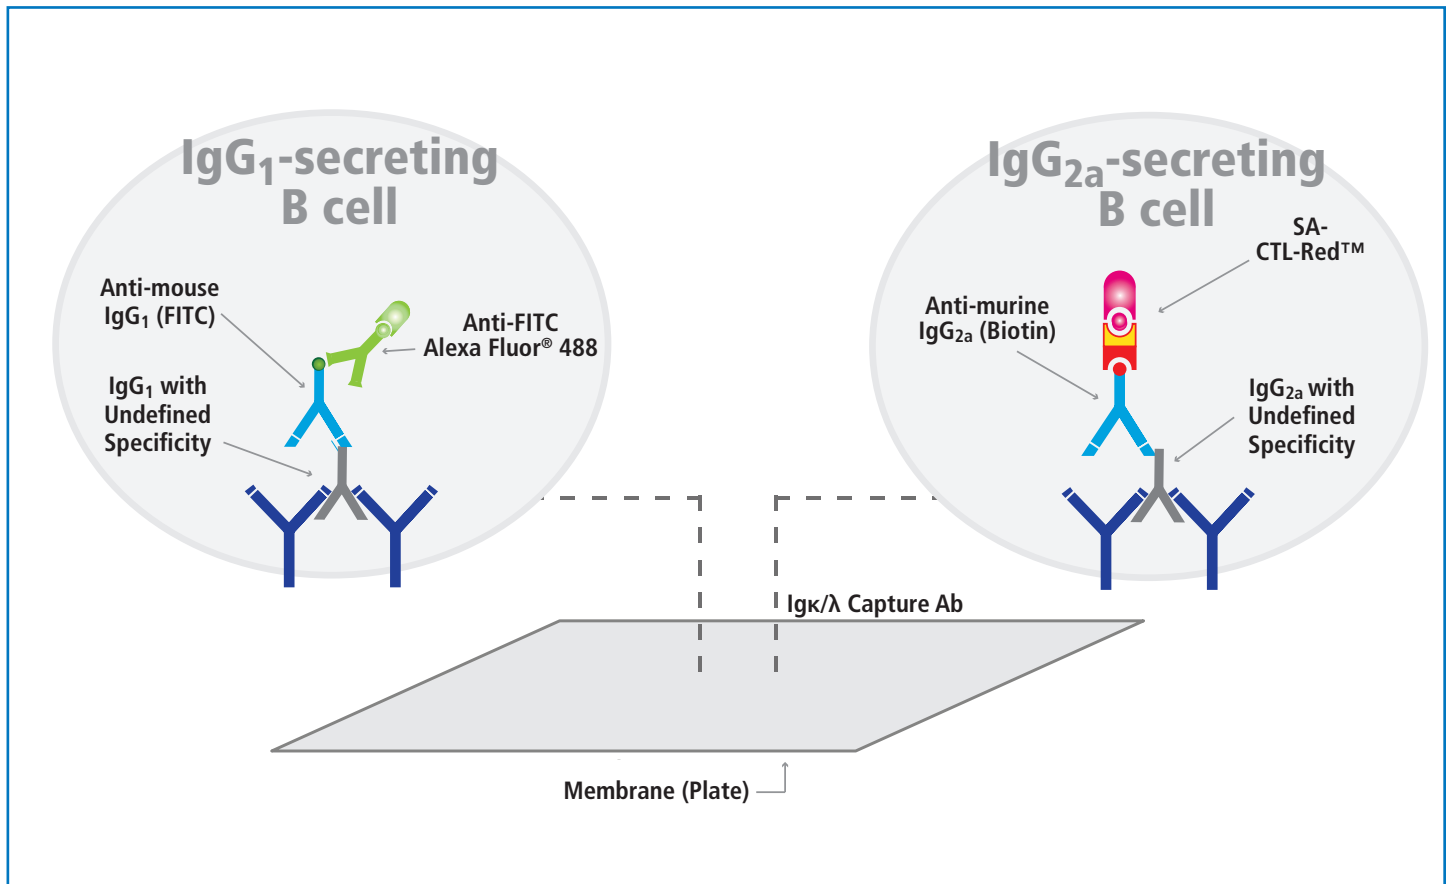 IgG₁-secreting
B cell
Anti-mouse
IgG₁ (FITC)
Anti-FITC
Alexa Fluor® 488
IgG₁ with
Undefined
Specificity
IgG₂ₐ-secreting
B cell
SA-
CTL-Red™
Anti-murine
IgG₂ₐ (Biotin)
IgG₂ₐ with
Undefined
Specificity
Igκ/λ Capture Ab
Membrane (Plate)